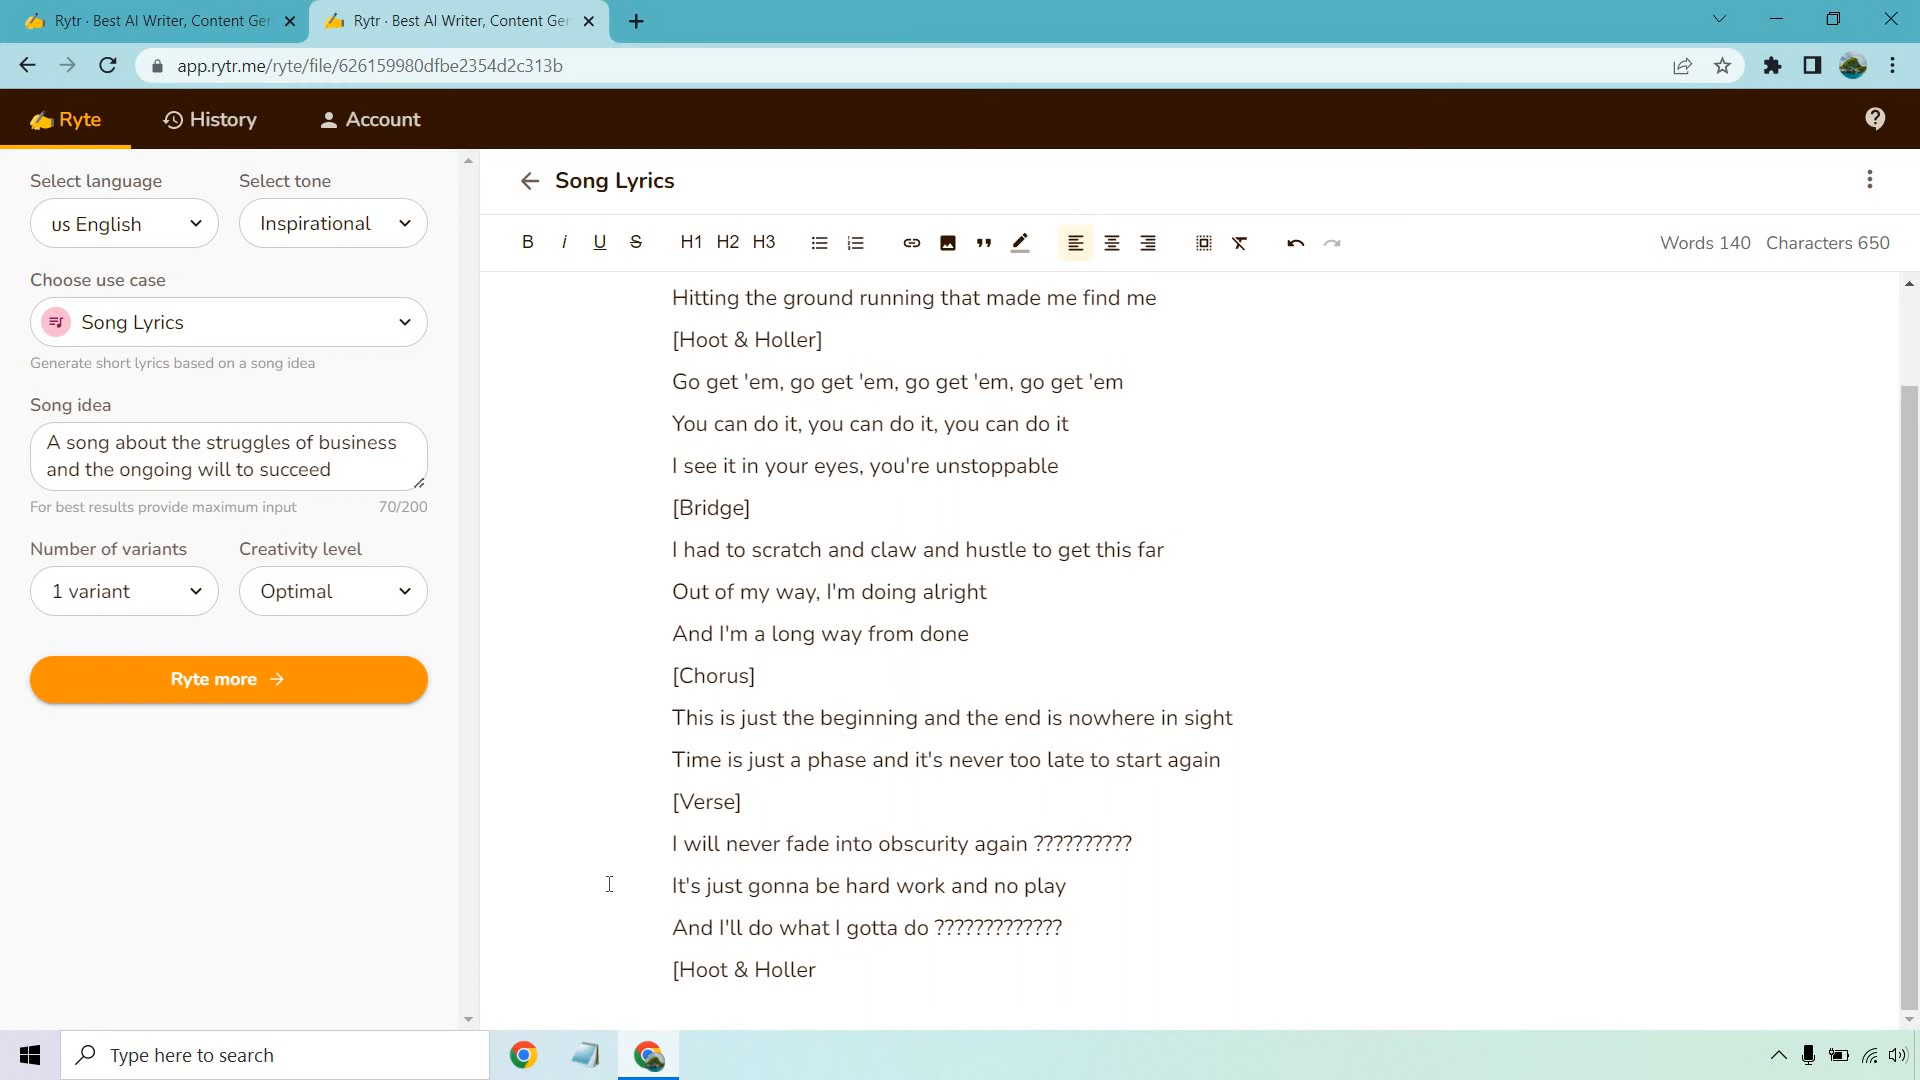 Rytr · Best AI Writer, Content Ger
Rytr · Best AI Writer, Content Ger
app.rytr.me/ryte/file/626159980dfbe2354d2c313b
Ryte
History
Account
Select language
Select tone
us English
Inspirational
Choose use case
Song Lyrics
Generate short lyrics based on a song idea
Song idea
A song about the struggles of business
and the ongoing will to succeed
For best results provide maximum input
70/200
Number of variants
Creativity level
1 variant
Optimal
Ryte more
Song Lyrics
B i U S H1 H2 H3
Words 140 Characters 650
Hitting the ground running that made me find me
[Hoot & Holler]
Go get 'em, go get 'em, go get 'em, go get 'em
You can do it, you can do it, you can do it
I see it in your eyes, you're unstoppable
[Bridge]
I had to scratch and claw and hustle to get this far
Out of my way, I'm doing alright
And I'm a long way from done
[Chorus]
This is just the beginning and the end is nowhere in sight
Time is just a phase and it's never too late to start again
[Verse]
I will never fade into obscurity again ??????????
It's just gonna be hard work and no play
And I'll do what I gotta do ?????????????
[Hoot & Holler
Type here to search